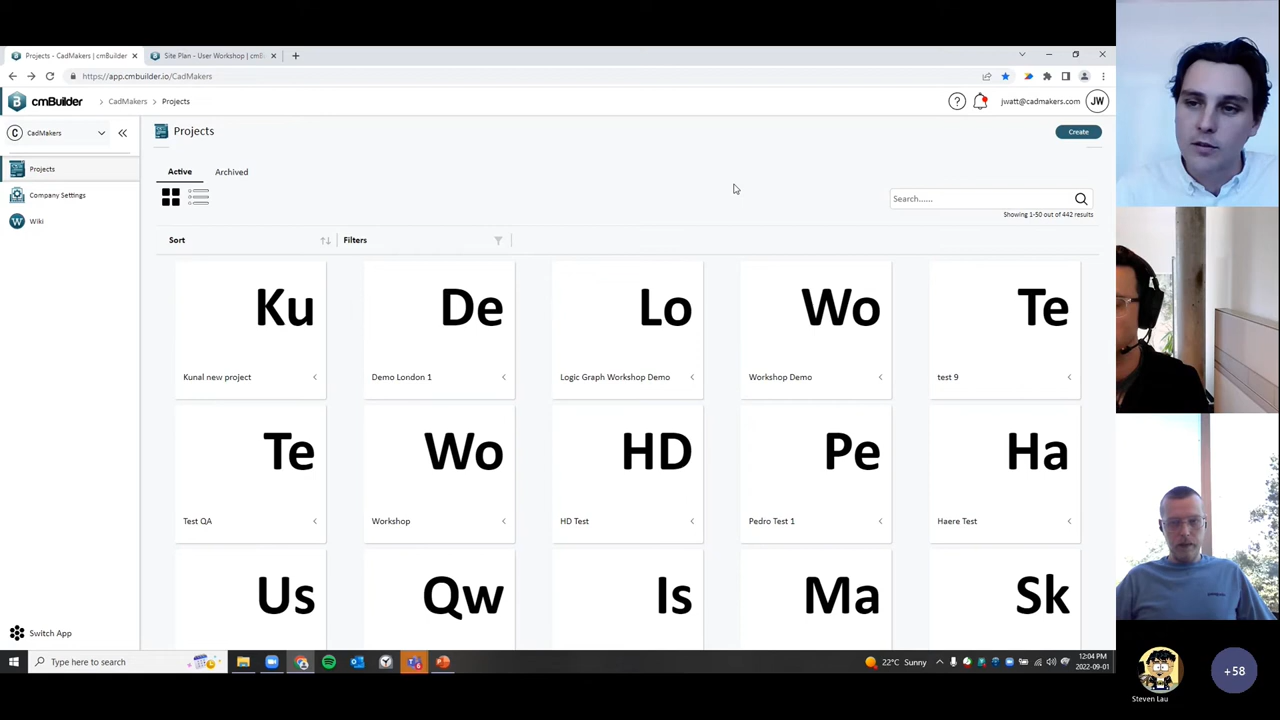 Projects - CadMakers | cmBuilder
Site Plan - User Workshop | cmB
https://app.cmbuilder.io/CadMakers
cmBuilder
CadMakers > Projects
jwatt@cadmakers.com
JW
C CadMakers
Projects
Create
Projects
Company Settings
W Wiki
Active
Archived
Search......
Showing 1-50 out of 442 results
Sort
Filters
Ku
Kunal new project
De
Demo London 1
Lo
Logic Graph Workshop Demo
Wo
Workshop Demo
Te
test 9
Te
Test QA
Wo
Workshop
HD
HD Test
Pe
Pedro Test 1
Ha
Haere Test
Us
Qw
Is
Ma
Sk
Switch App
Type here to search
22°C Sunny
12:04 PM
2022-09-01
Steven Lau
+58